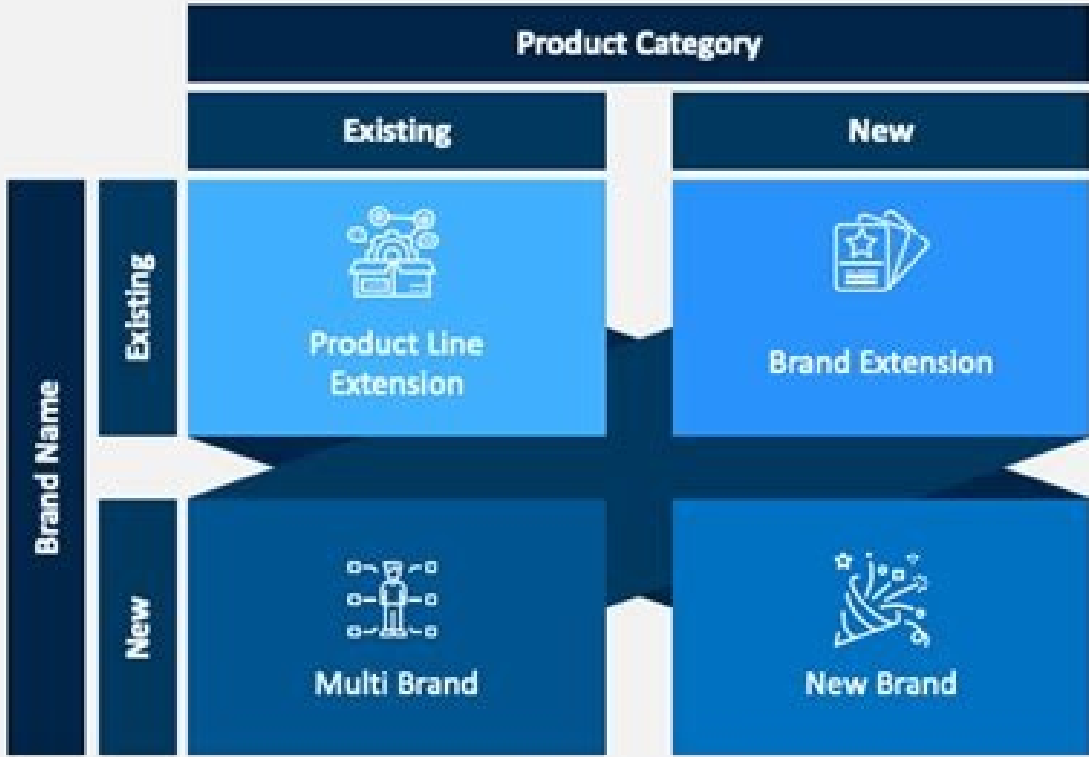 Product Category
Existing
New
Brand Name
Existing
Product Line
Extension
Brand Extension
New
Multi Brand
New Brand